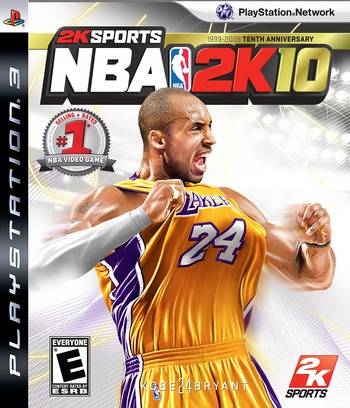 PlayStation Network
PLAYSTATION 3
2K SPORTS
1999-2009 TENTH ANNIVERSARY
NBA 2K10
SELLING + RATED
#1
NBA VIDEO GAME
LAKERS
24
EVERYONE
E
CONTENT RATED BY
ESRB
KOBE 24 BRYANT
2K
SPORTS